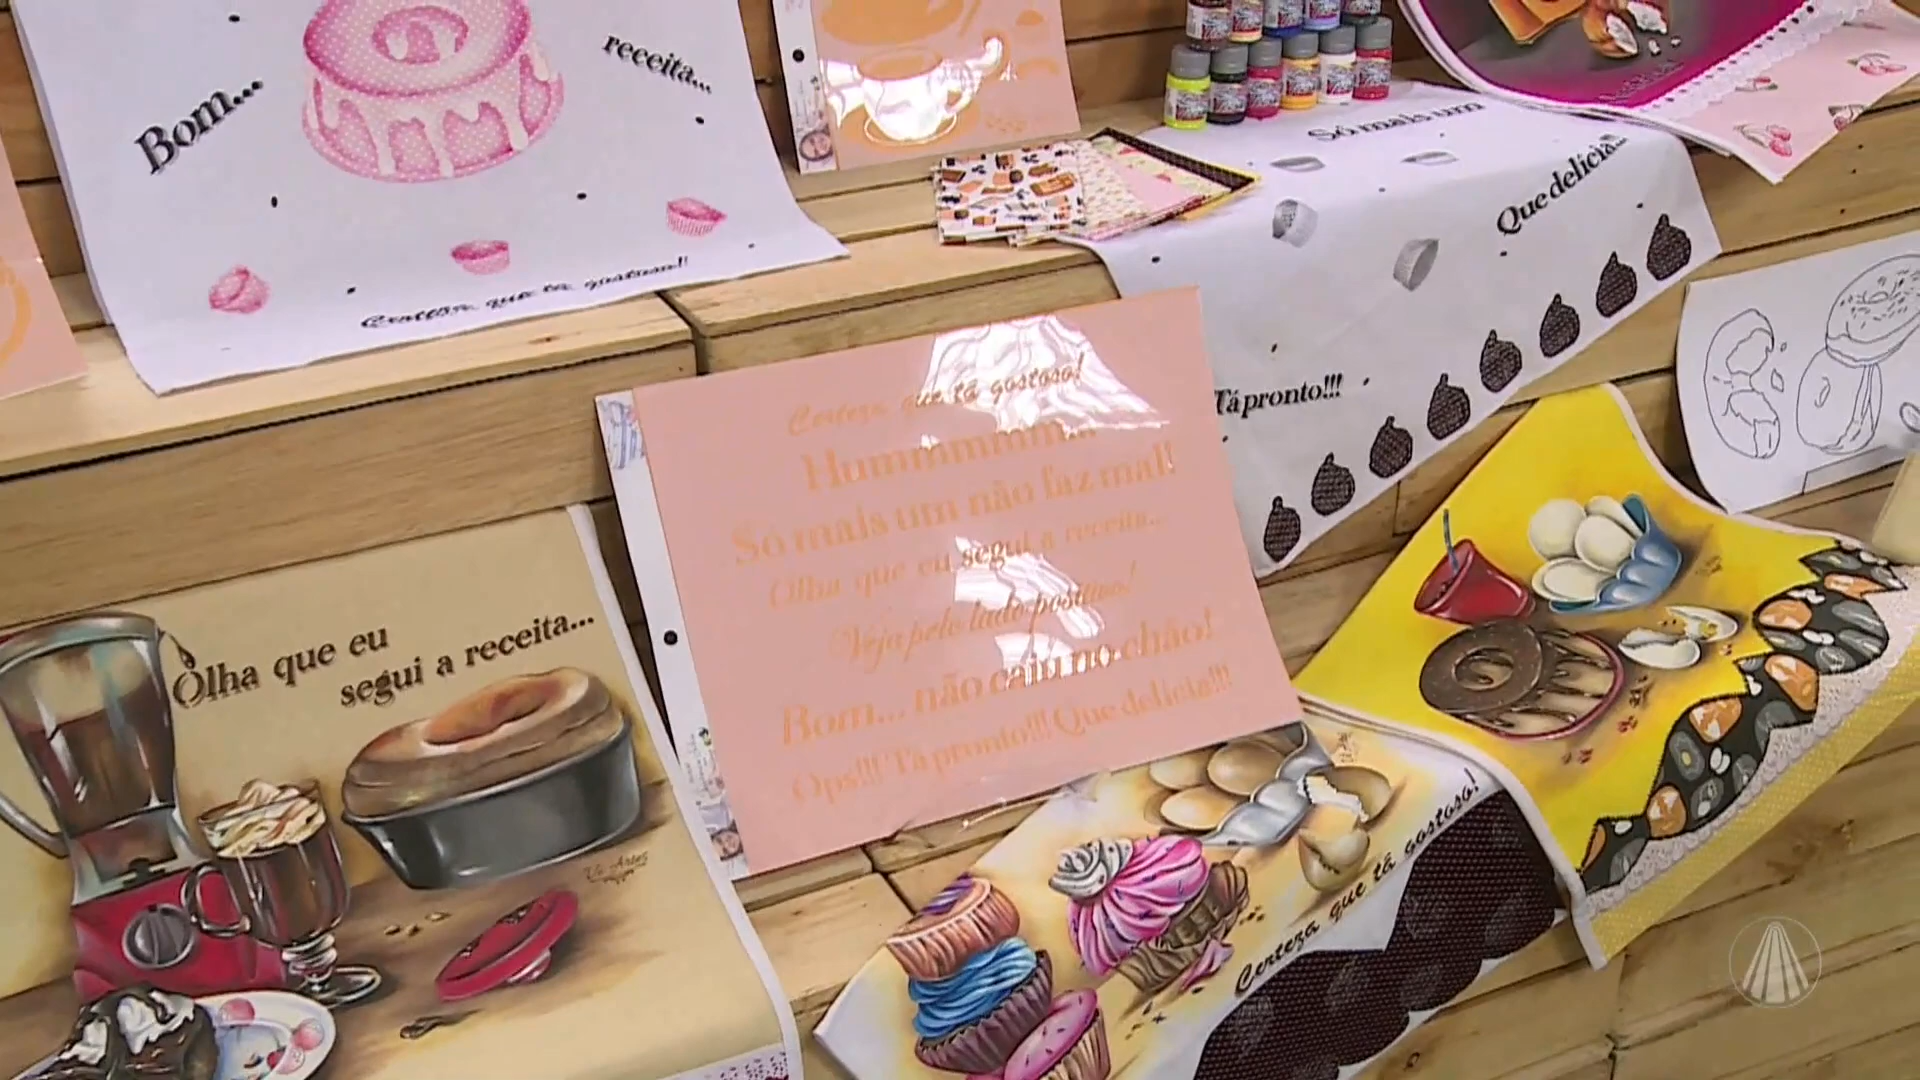 Bom...
receita...
Certeza que tá gostoso!!
Só mais um
Que delícia!!!
Tá pronto!!!
Certeza que tá gostoso!
Hummmmm...
Só mais um não faz mal!
Olha que eu segui a receita...
Veja pelo lado positivo!
Bom... não caiu no chão!
Ops!!! Tá pronto!!! Que delícia!!!
Olha que eu
segui a receita...
Certeza que tá gostoso!